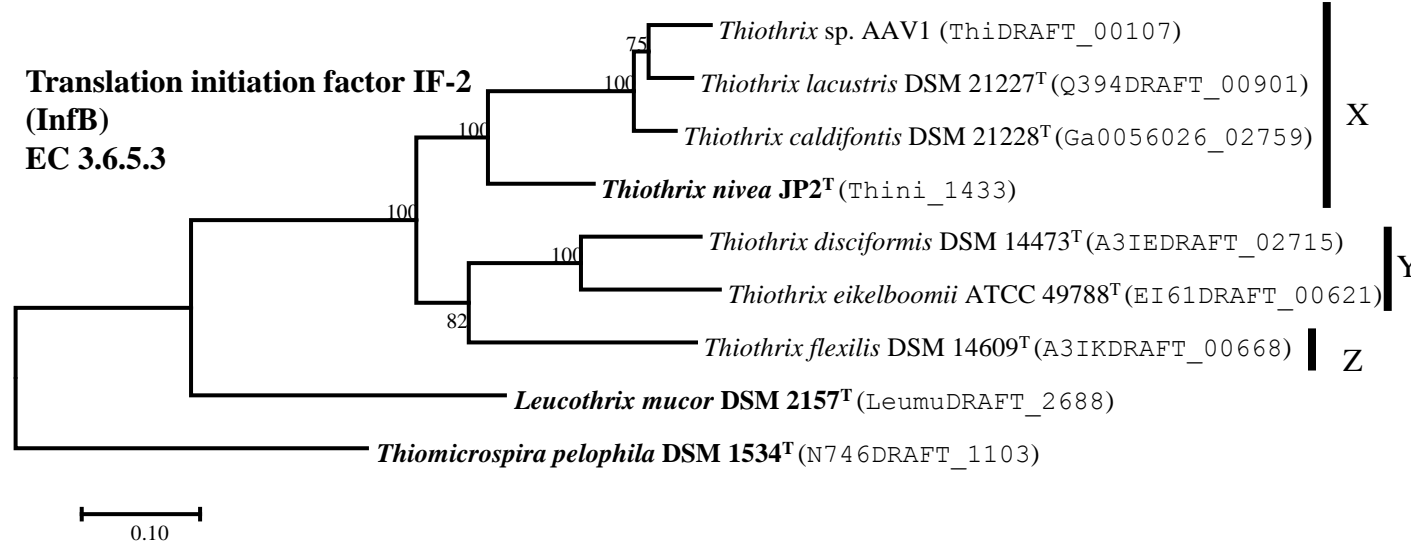 Translation initiation factor IF-2
(InfB)
EC 3.6.5.3
75
100
100
100
100
82
Thiothrix sp. AAV1 (ThiDRAFT_00107)
Thiothrix lacustris DSM 21227ᵀ (Q394DRAFT_00901)
Thiothrix caldifontis DSM 21228ᵀ (Ga0056026_02759)
Thiothrix nivea JP2ᵀ (Thini_1433)
X
Thiothrix disciformis DSM 14473ᵀ (A3IEDRAFT_02715)
Thiothrix eikelboomii ATCC 49788ᵀ (EI61DRAFT_00621)
Y
Thiothrix flexilis DSM 14609ᵀ (A3IKDRAFT_00668)
Z
Leucothrix mucor DSM 2157ᵀ (LeumuDRAFT_2688)
Thiomicrospira pelophila DSM 1534ᵀ (N746DRAFT_1103)
0.10